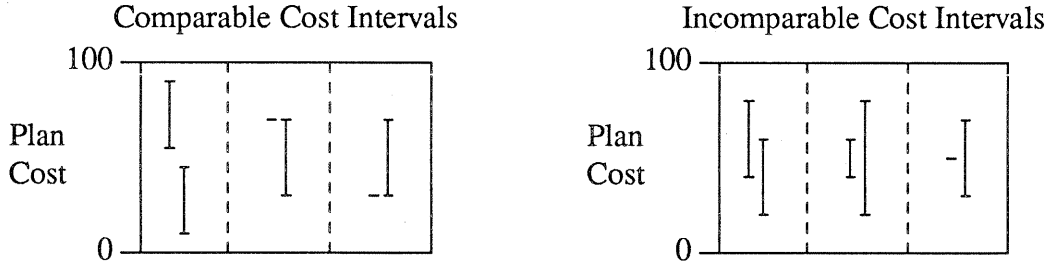 Comparable Cost Intervals
100
Plan
Cost
0
Incomparable Cost Intervals
100
Plan
Cost
0